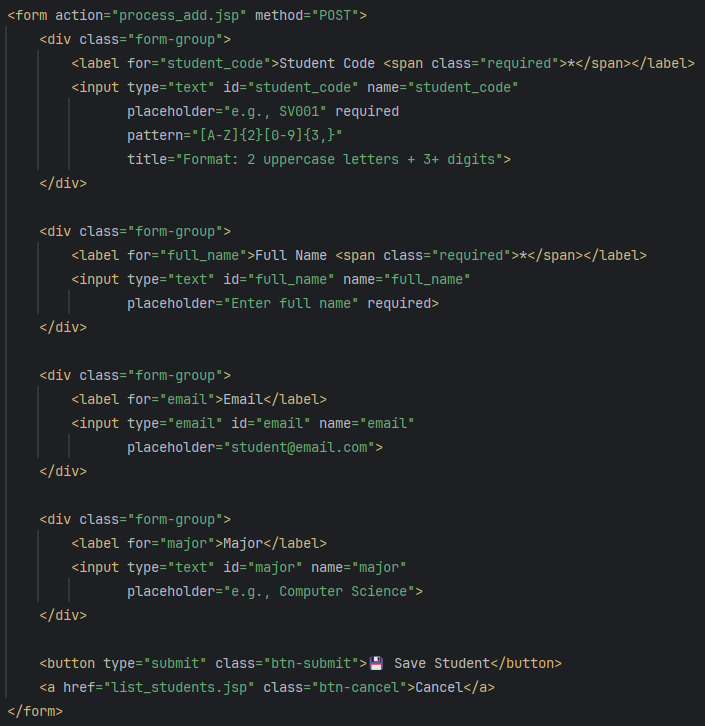 <form action="process_add.jsp" method="POST">
    <div class="form-group">
        <label for="student_code">Student Code <span class="required">*</span></label>
        <input type="text" id="student_code" name="student_code"
               placeholder="e.g., SV001" required
               pattern="[A-Z]{2}[0-9]{3,}"
               title="Format: 2 uppercase letters + 3+ digits">
    </div>

    <div class="form-group">
        <label for="full_name">Full Name <span class="required">*</span></label>
        <input type="text" id="full_name" name="full_name"
               placeholder="Enter full name" required>
    </div>

    <div class="form-group">
        <label for="email">Email</label>
        <input type="email" id="email" name="email"
               placeholder="student@email.com">
    </div>

    <div class="form-group">
        <label for="major">Major</label>
        <input type="text" id="major" name="major"
               placeholder="e.g., Computer Science">
    </div>

    <button type="submit" class="btn-submit">💾 Save Student</button>
    <a href="list_students.jsp" class="btn-cancel">Cancel</a>
</form>